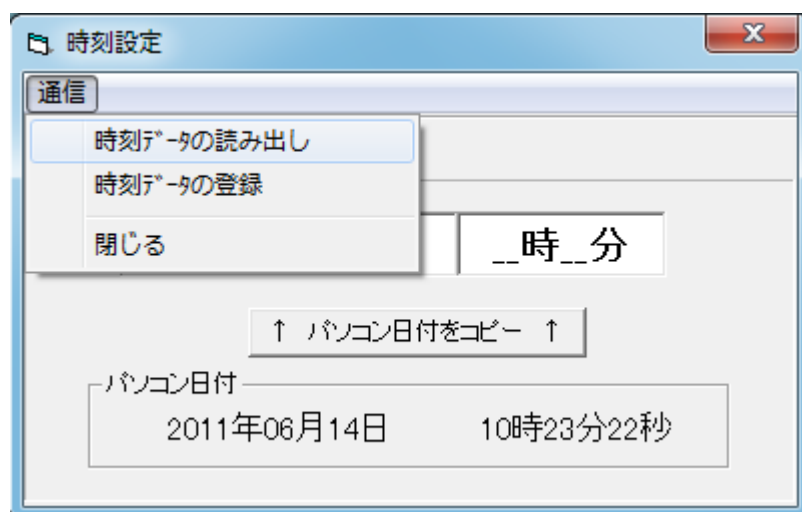 時刻設定
通信
時刻ﾃﾞｰﾀの読み出し
時刻ﾃﾞｰﾀの登録
閉じる
__時__分
↑ パソコン日付をコピー ↑
パソコン日付
2011年06月14日 10時23分22秒